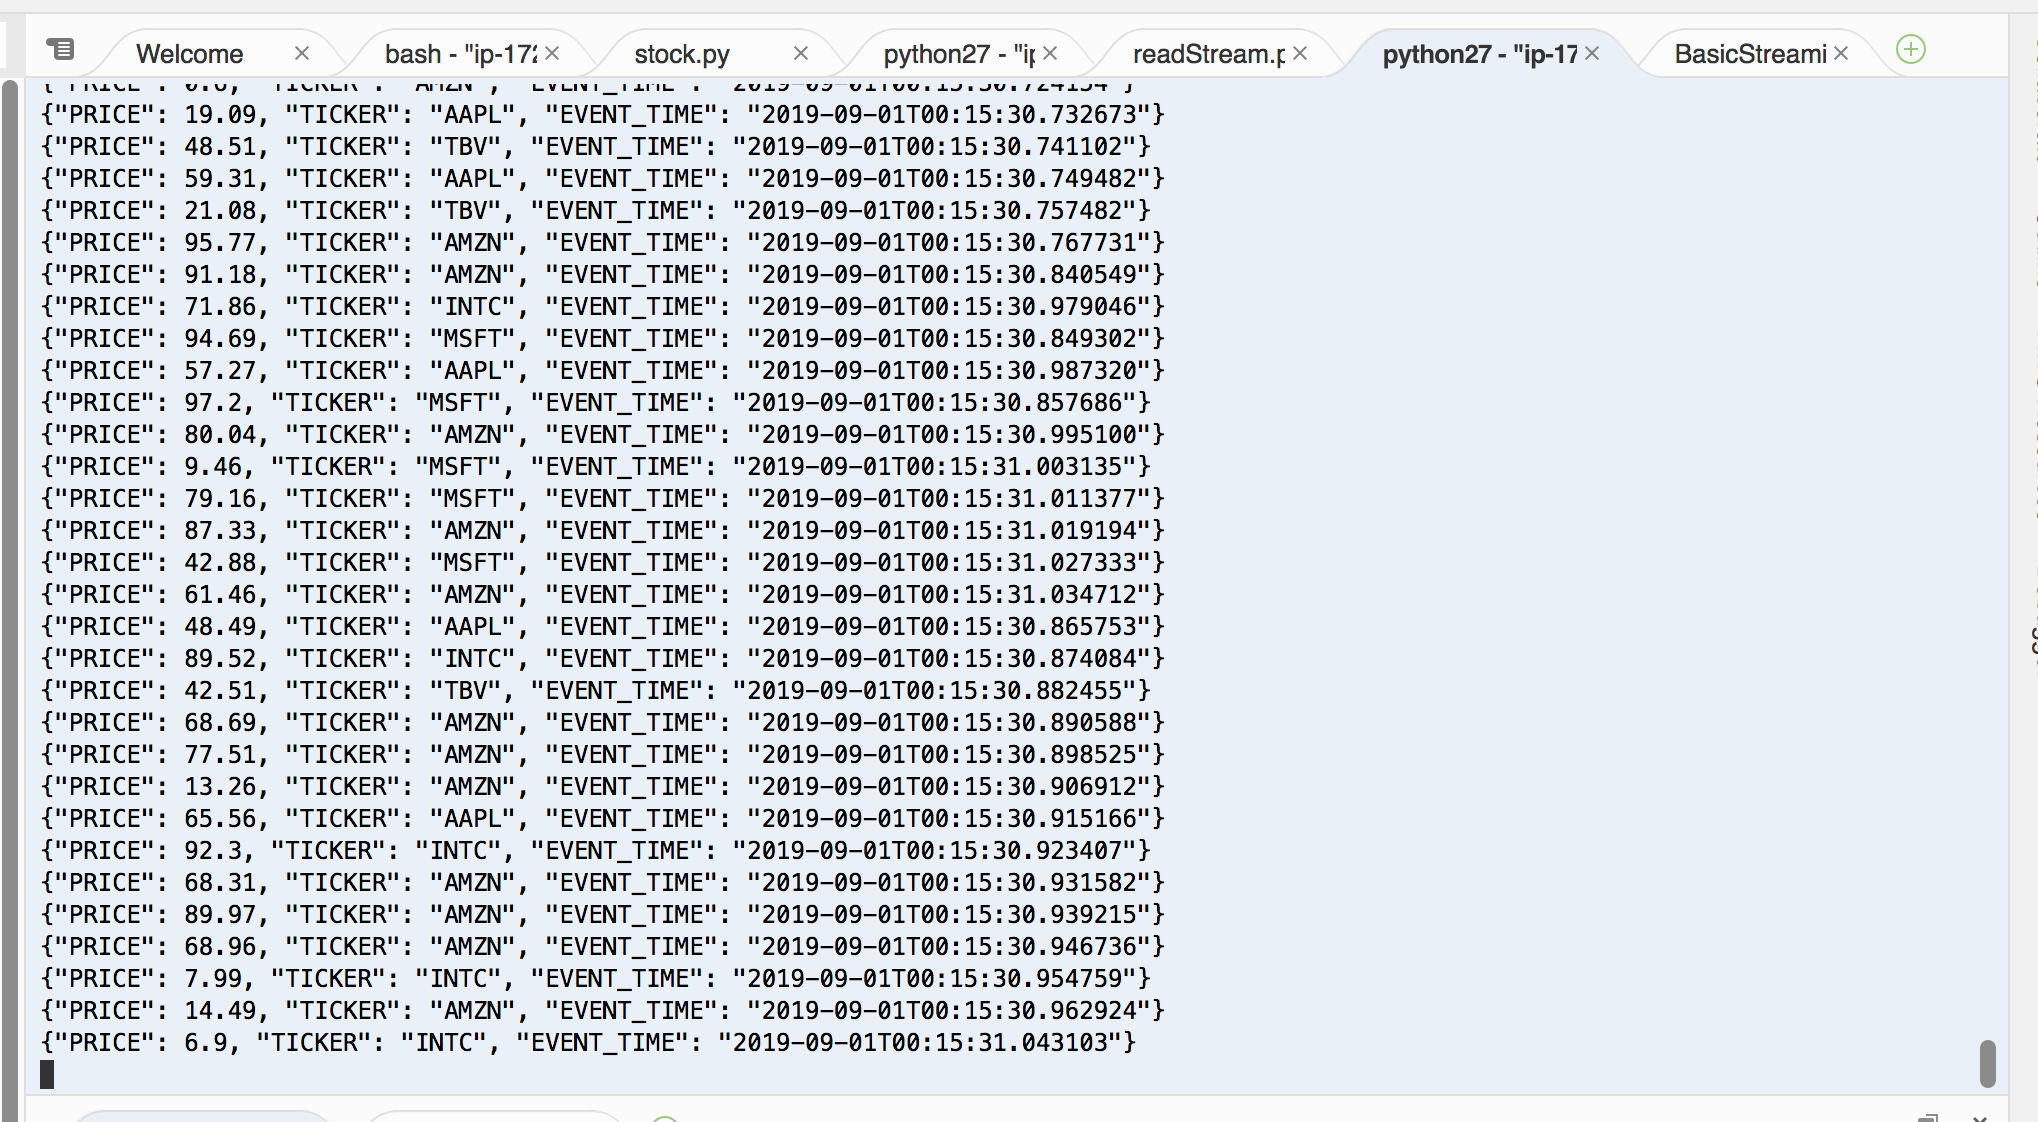 Welcome
bash - "ip-172
stock.py
python27 - "ip
readStream.p
python27 - "ip-17
BasicStreami
{"PRICE": 0.6, "TICKER": "AMZN", "EVENT_TIME": "2019-09-01T00:15:30.724154"}
{"PRICE": 19.09, "TICKER": "AAPL", "EVENT_TIME": "2019-09-01T00:15:30.732673"}
{"PRICE": 48.51, "TICKER": "TBV", "EVENT_TIME": "2019-09-01T00:15:30.741102"}
{"PRICE": 59.31, "TICKER": "AAPL", "EVENT_TIME": "2019-09-01T00:15:30.749482"}
{"PRICE": 21.08, "TICKER": "TBV", "EVENT_TIME": "2019-09-01T00:15:30.757482"}
{"PRICE": 95.77, "TICKER": "AMZN", "EVENT_TIME": "2019-09-01T00:15:30.767731"}
{"PRICE": 91.18, "TICKER": "AMZN", "EVENT_TIME": "2019-09-01T00:15:30.840549"}
{"PRICE": 71.86, "TICKER": "INTC", "EVENT_TIME": "2019-09-01T00:15:30.979046"}
{"PRICE": 94.69, "TICKER": "MSFT", "EVENT_TIME": "2019-09-01T00:15:30.849302"}
{"PRICE": 57.27, "TICKER": "AAPL", "EVENT_TIME": "2019-09-01T00:15:30.987320"}
{"PRICE": 97.2, "TICKER": "MSFT", "EVENT_TIME": "2019-09-01T00:15:30.857686"}
{"PRICE": 80.04, "TICKER": "AMZN", "EVENT_TIME": "2019-09-01T00:15:30.995100"}
{"PRICE": 9.46, "TICKER": "MSFT", "EVENT_TIME": "2019-09-01T00:15:31.003135"}
{"PRICE": 79.16, "TICKER": "MSFT", "EVENT_TIME": "2019-09-01T00:15:31.011377"}
{"PRICE": 87.33, "TICKER": "AMZN", "EVENT_TIME": "2019-09-01T00:15:31.019194"}
{"PRICE": 42.88, "TICKER": "MSFT", "EVENT_TIME": "2019-09-01T00:15:31.027333"}
{"PRICE": 61.46, "TICKER": "AMZN", "EVENT_TIME": "2019-09-01T00:15:31.034712"}
{"PRICE": 48.49, "TICKER": "AAPL", "EVENT_TIME": "2019-09-01T00:15:30.865753"}
{"PRICE": 89.52, "TICKER": "INTC", "EVENT_TIME": "2019-09-01T00:15:30.874084"}
{"PRICE": 42.51, "TICKER": "TBV", "EVENT_TIME": "2019-09-01T00:15:30.882455"}
{"PRICE": 68.69, "TICKER": "AMZN", "EVENT_TIME": "2019-09-01T00:15:30.890588"}
{"PRICE": 77.51, "TICKER": "AMZN", "EVENT_TIME": "2019-09-01T00:15:30.898525"}
{"PRICE": 13.26, "TICKER": "AMZN", "EVENT_TIME": "2019-09-01T00:15:30.906912"}
{"PRICE": 65.56, "TICKER": "AAPL", "EVENT_TIME": "2019-09-01T00:15:30.915166"}
{"PRICE": 92.3, "TICKER": "INTC", "EVENT_TIME": "2019-09-01T00:15:30.923407"}
{"PRICE": 68.31, "TICKER": "AMZN", "EVENT_TIME": "2019-09-01T00:15:30.931582"}
{"PRICE": 89.97, "TICKER": "AMZN", "EVENT_TIME": "2019-09-01T00:15:30.939215"}
{"PRICE": 68.96, "TICKER": "AMZN", "EVENT_TIME": "2019-09-01T00:15:30.946736"}
{"PRICE": 7.99, "TICKER": "INTC", "EVENT_TIME": "2019-09-01T00:15:30.954759"}
{"PRICE": 14.49, "TICKER": "AMZN", "EVENT_TIME": "2019-09-01T00:15:30.962924"}
{"PRICE": 6.9, "TICKER": "INTC", "EVENT_TIME": "2019-09-01T00:15:31.043103"}